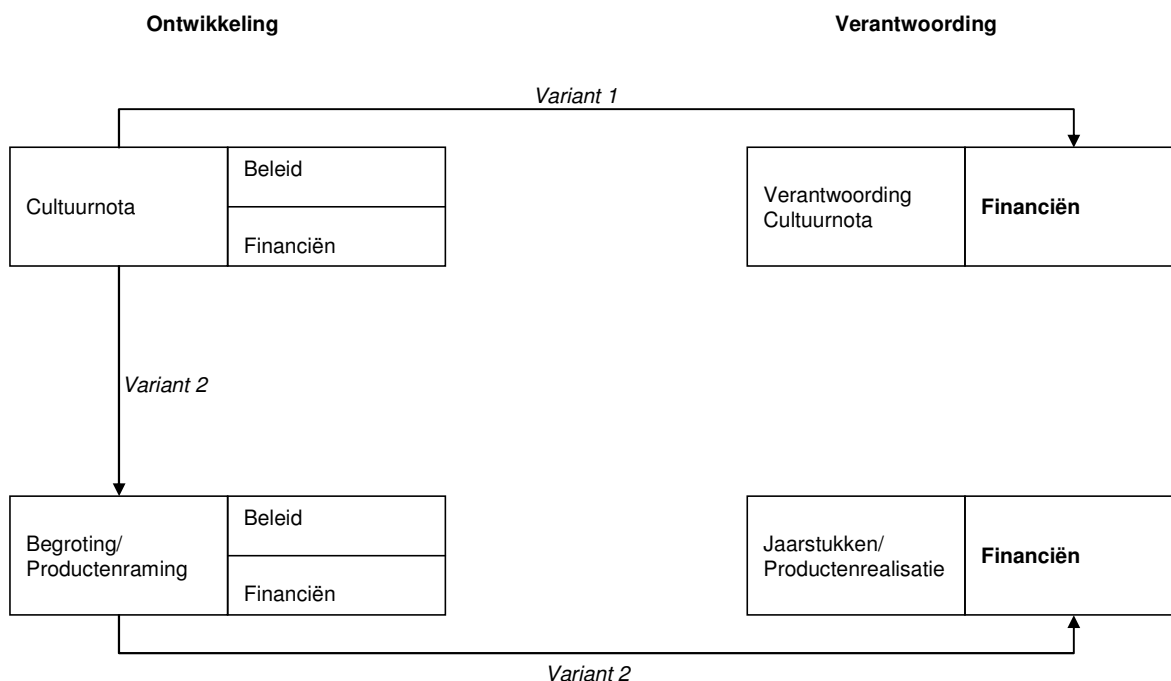 Ontwikkeling
Verantwoording
Variant 1
Cultuurnota
Beleid
Financiën
Verantwoording
Cultuurnota
Financiën
Variant 2
Begroting/
Productenraming
Beleid
Financiën
Jaarstukken/
Productenrealisatie
Financiën
Variant 2